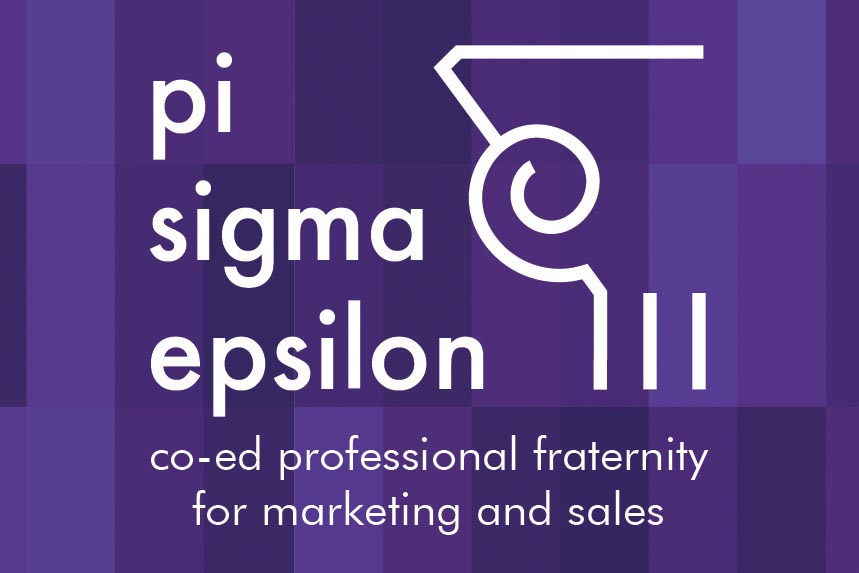 pi
sigma
epsilon
co-ed professional fraternity
for marketing and sales